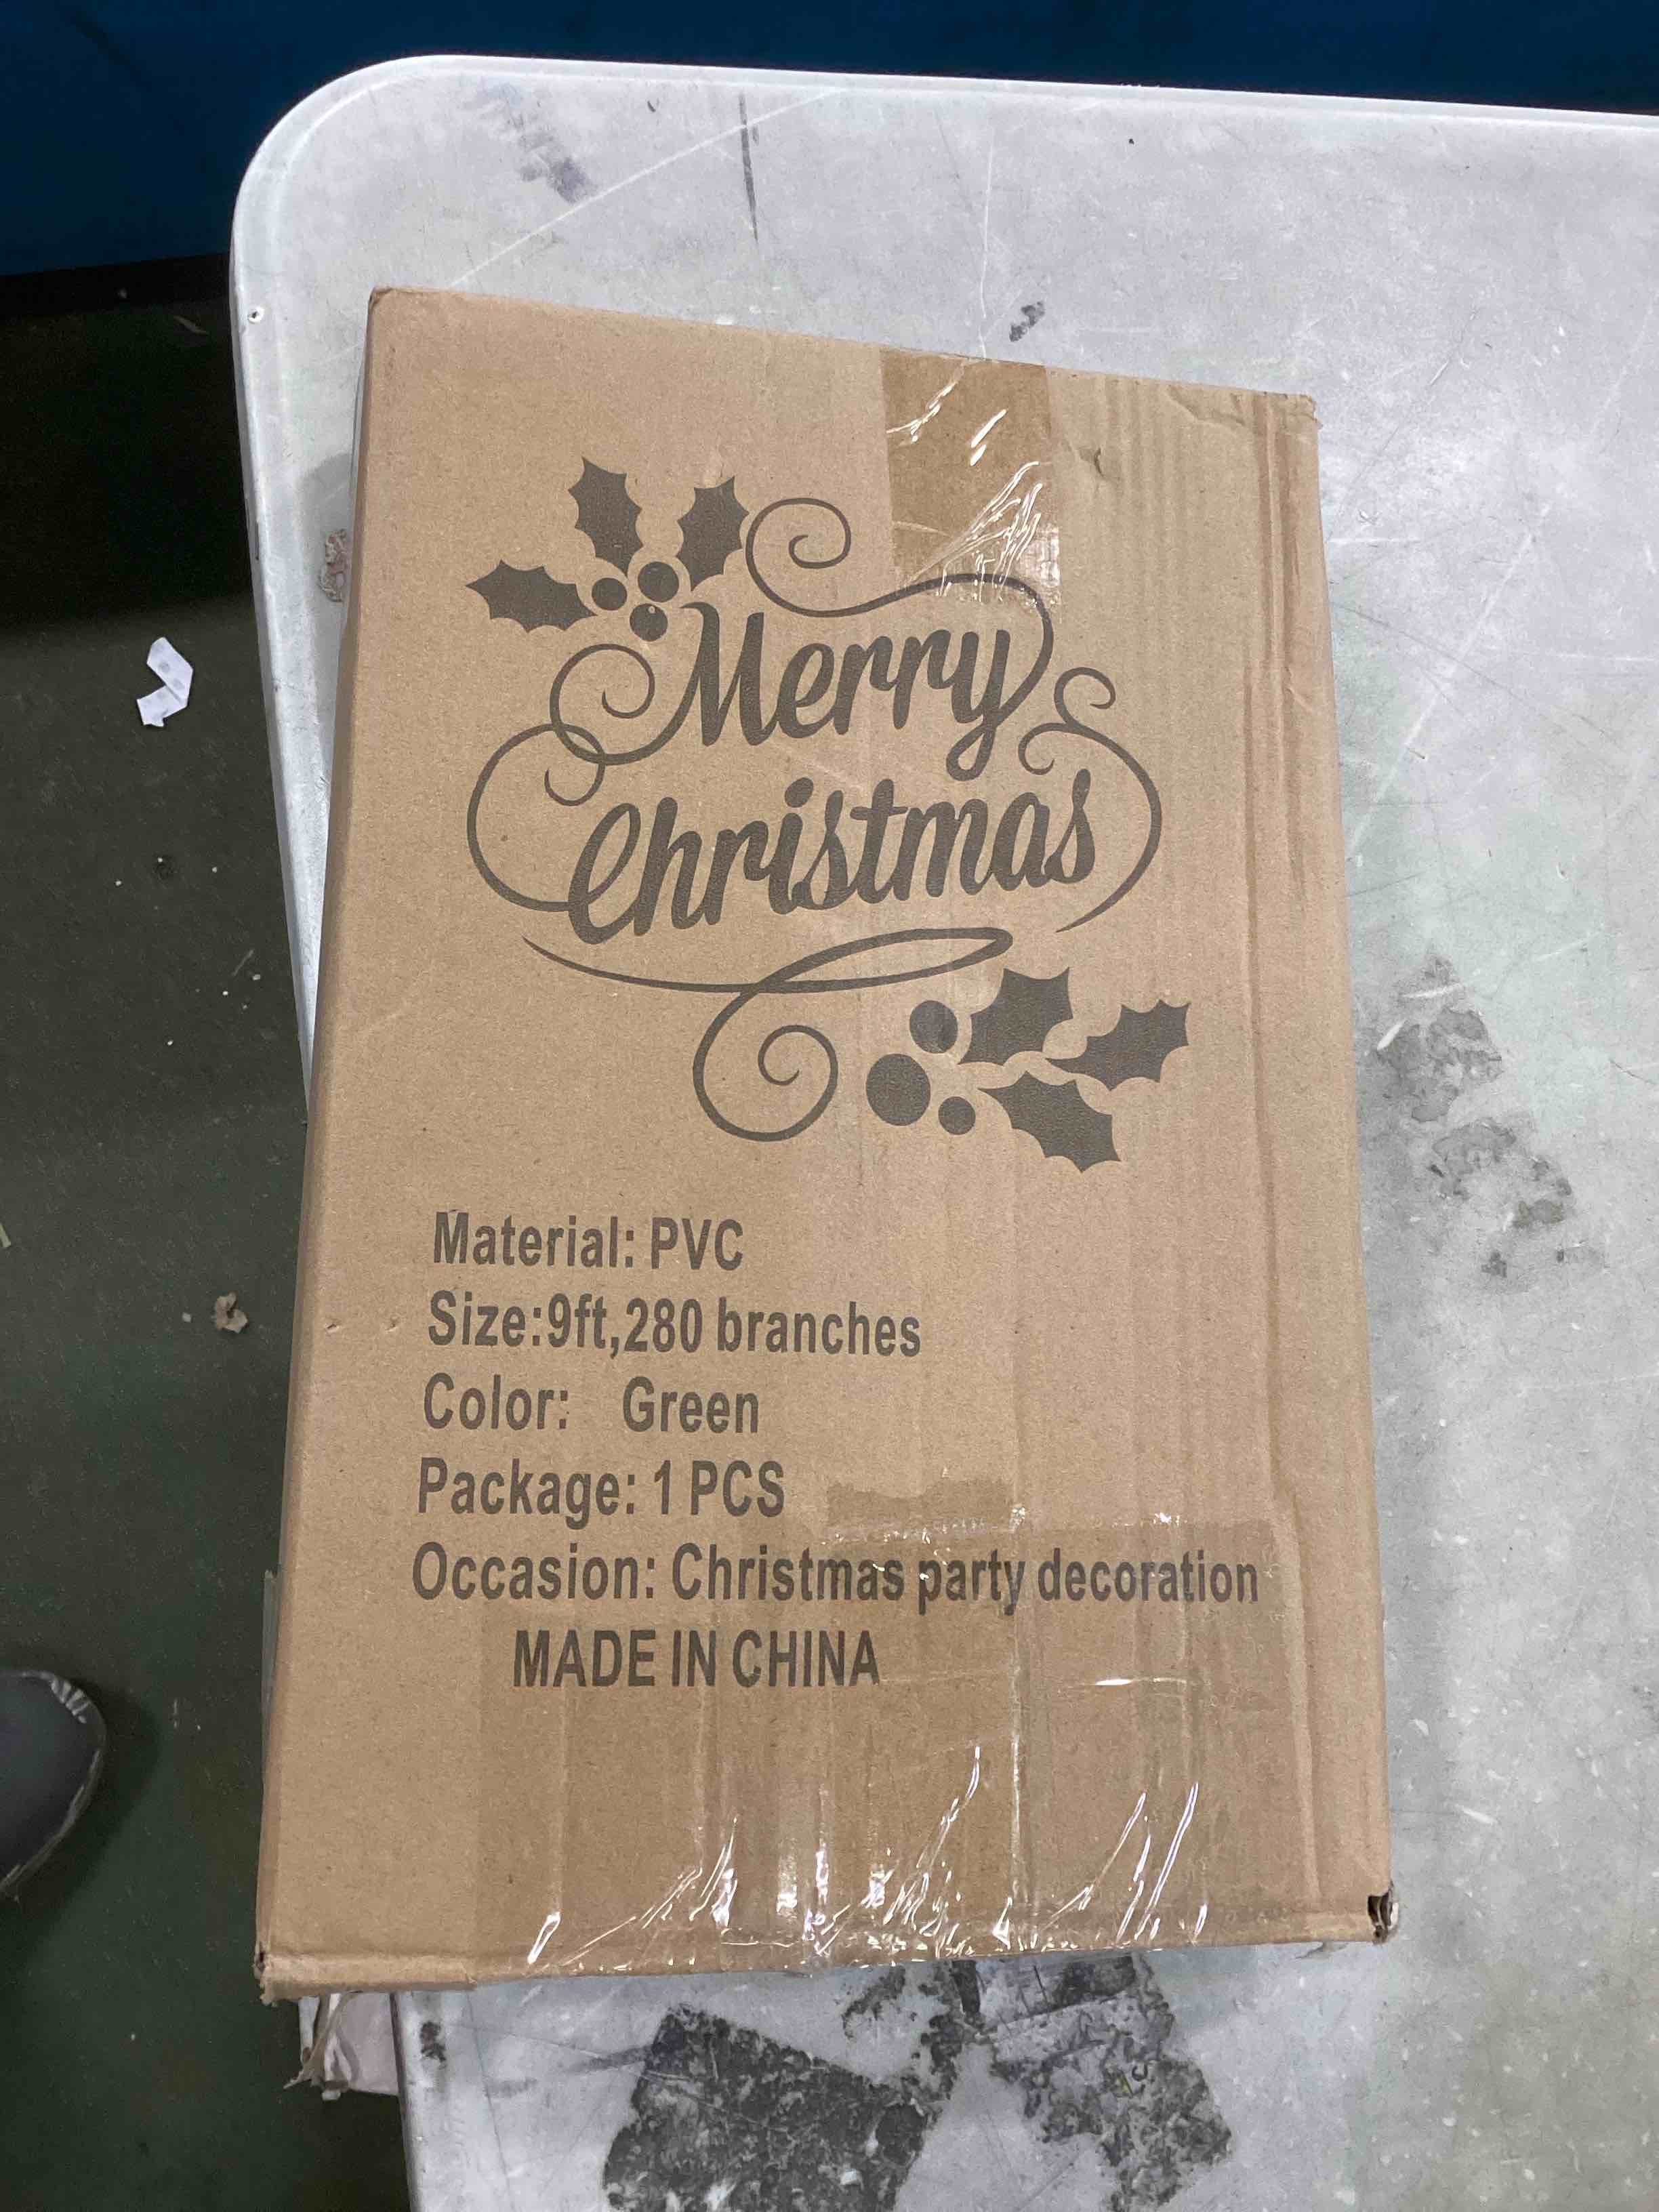 Merry
Christmas
Material: PVC
Size:9ft,280 branches
Color: Green
Package: 1 PCS
Occasion: Christmas party decoration
MADE IN CHINA